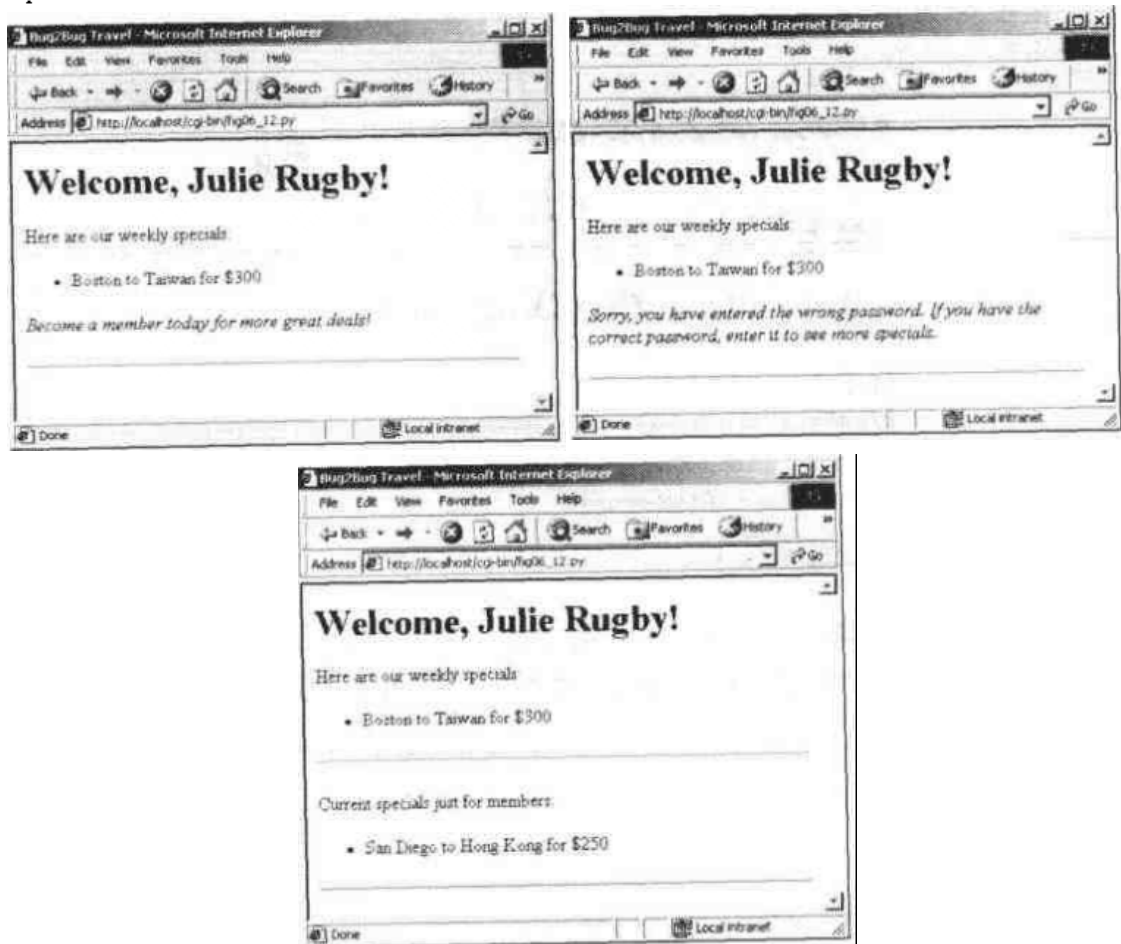 Bug2Bug Travel - Microsoft Internet Explorer
File Edit View Favorites Tools Help
Back Search Favorites History »
Address http://localhost/cgi-bin/fig06_12.py Go
Welcome, Julie Rugby!
Here are our weekly specials:
• Boston to Taiwan for $300
Become a member today for more great deals!
Done Local intranet
Bug2Bug Travel - Microsoft Internet Explorer
File Edit View Favorites Tools Help
Back Search Favorites History »
Address http://localhost/cgi-bin/fig06_12.py Go
Welcome, Julie Rugby!
Here are our weekly specials:
• Boston to Taiwan for $300
Sorry, you have entered the wrong password. If you have the
correct password, enter it to see more specials.
Done Local intranet
Bug2Bug Travel - Microsoft Internet Explorer
File Edit View Favorites Tools Help
Back Search Favorites History »
Address http://localhost/cgi-bin/fig06_12.py Go
Welcome, Julie Rugby!
Here are our weekly specials:
• Boston to Taiwan for $300
Current specials just for members:
• San Diego to Hong Kong for $250
Done Local intranet